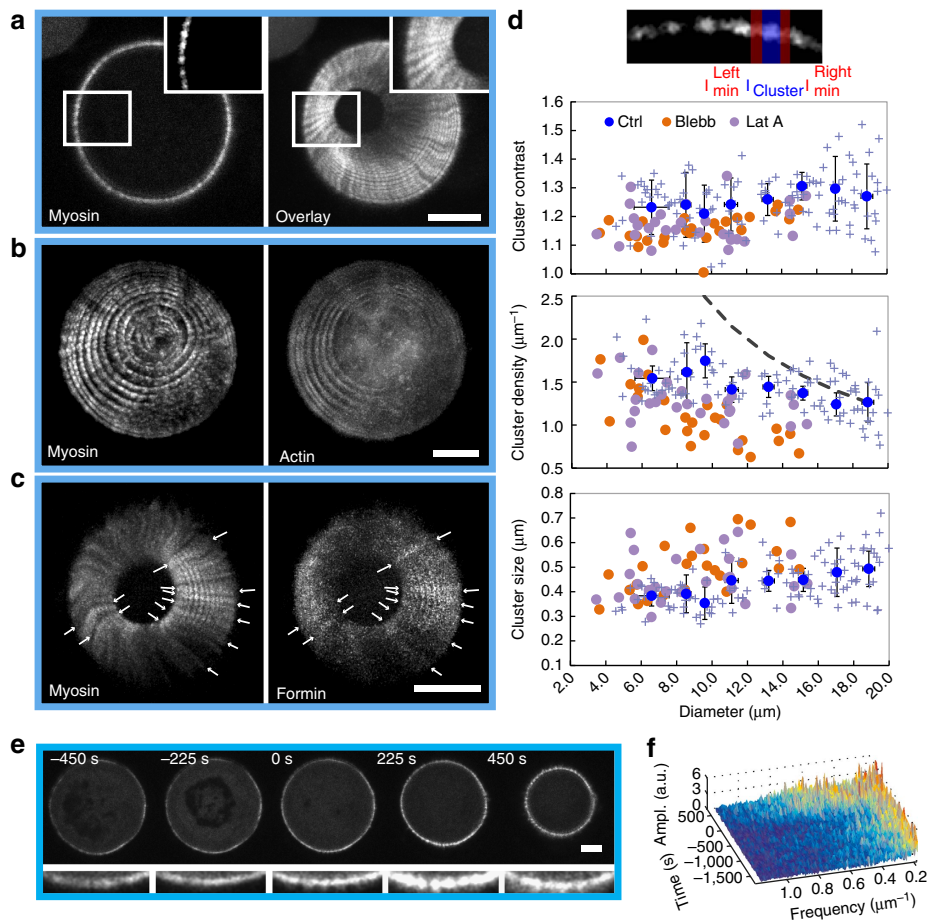 a
Myosin
Overlay
b
Myosin
Actin
c
Myosin
Formin
d
Left min
Cluster
Right min
Ctrl Blebb Lat A
Cluster contrast
1.6
1.5
1.4
1.3
1.2
1.1
1.0
Cluster density (μm⁻¹)
2.5
2.0
1.5
1.0
0.5
Cluster size (μm)
0.8
0.7
0.6
0.5
0.4
0.3
0.2
0.1
2.0 4.0 6.0 8.0 10.0 12.0 14.0 16.0 18.0 20.0
Diameter (μm)
e
−450 s −225 s 0 s 225 s 450 s
f
Ampl. (a.u.)
6
3
0
500
0
−500
−1,000
−1,500
Time (s)
1.0 0.8 0.6 0.4 0.2
Frequency (μm⁻¹)